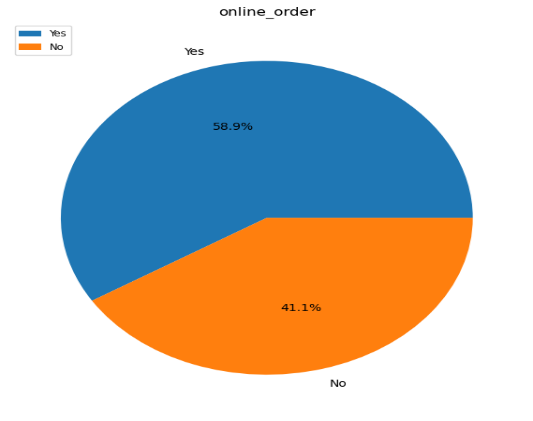 online_order
Yes
No
Yes
58.9%
41.1%
No